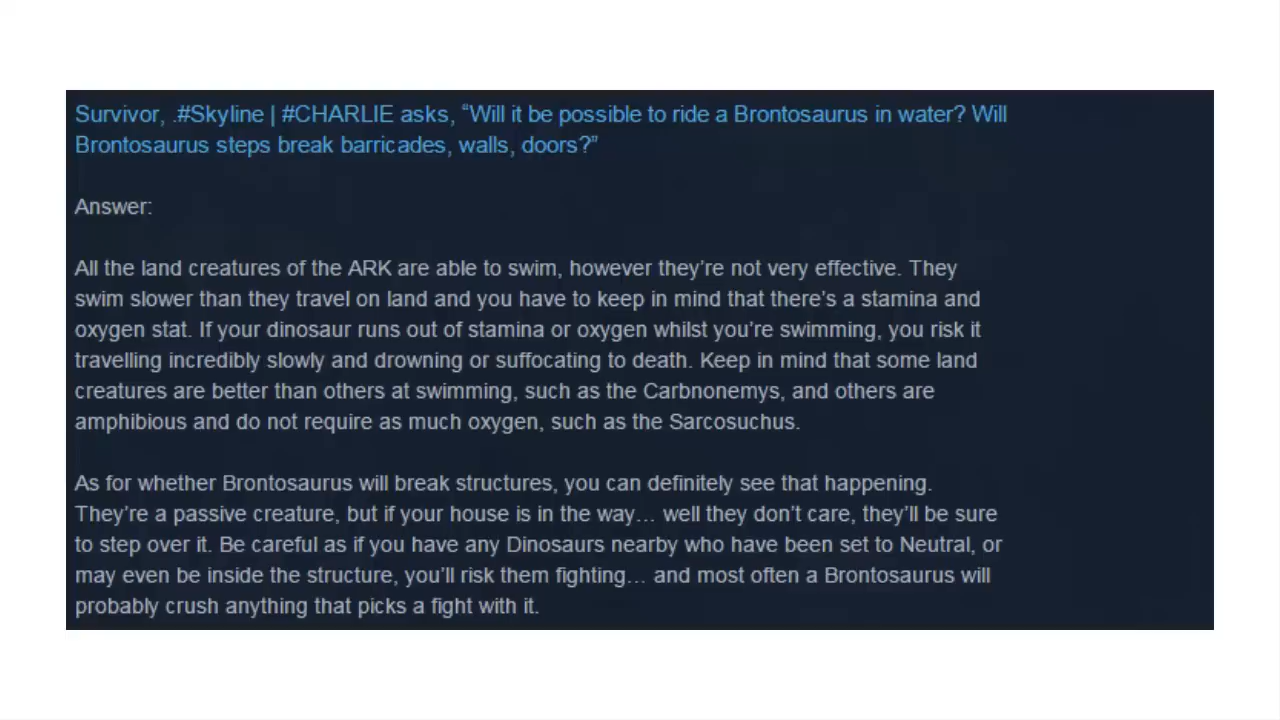 Survivor, .#Skyline | #CHARLIE asks, “Will it be possible to ride a Brontosaurus in water? Will
Brontosaurus steps break barricades, walls, doors?”
Answer:
All the land creatures of the ARK are able to swim, however they’re not very effective. They
swim slower than they travel on land and you have to keep in mind that there’s a stamina and
oxygen stat. If your dinosaur runs out of stamina or oxygen whilst you’re swimming, you risk it
travelling incredibly slowly and drowning or suffocating to death. Keep in mind that some land
creatures are better than others at swimming, such as the Carbnonemys, and others are
amphibious and do not require as much oxygen, such as the Sarcosuchus.
As for whether Brontosaurus will break structures, you can definitely see that happening.
They’re a passive creature, but if your house is in the way… well they don’t care, they’ll be sure
to step over it. Be careful as if you have any Dinosaurs nearby who have been set to Neutral, or
may even be inside the structure, you’ll risk them fighting… and most often a Brontosaurus will
probably crush anything that picks a fight with it.